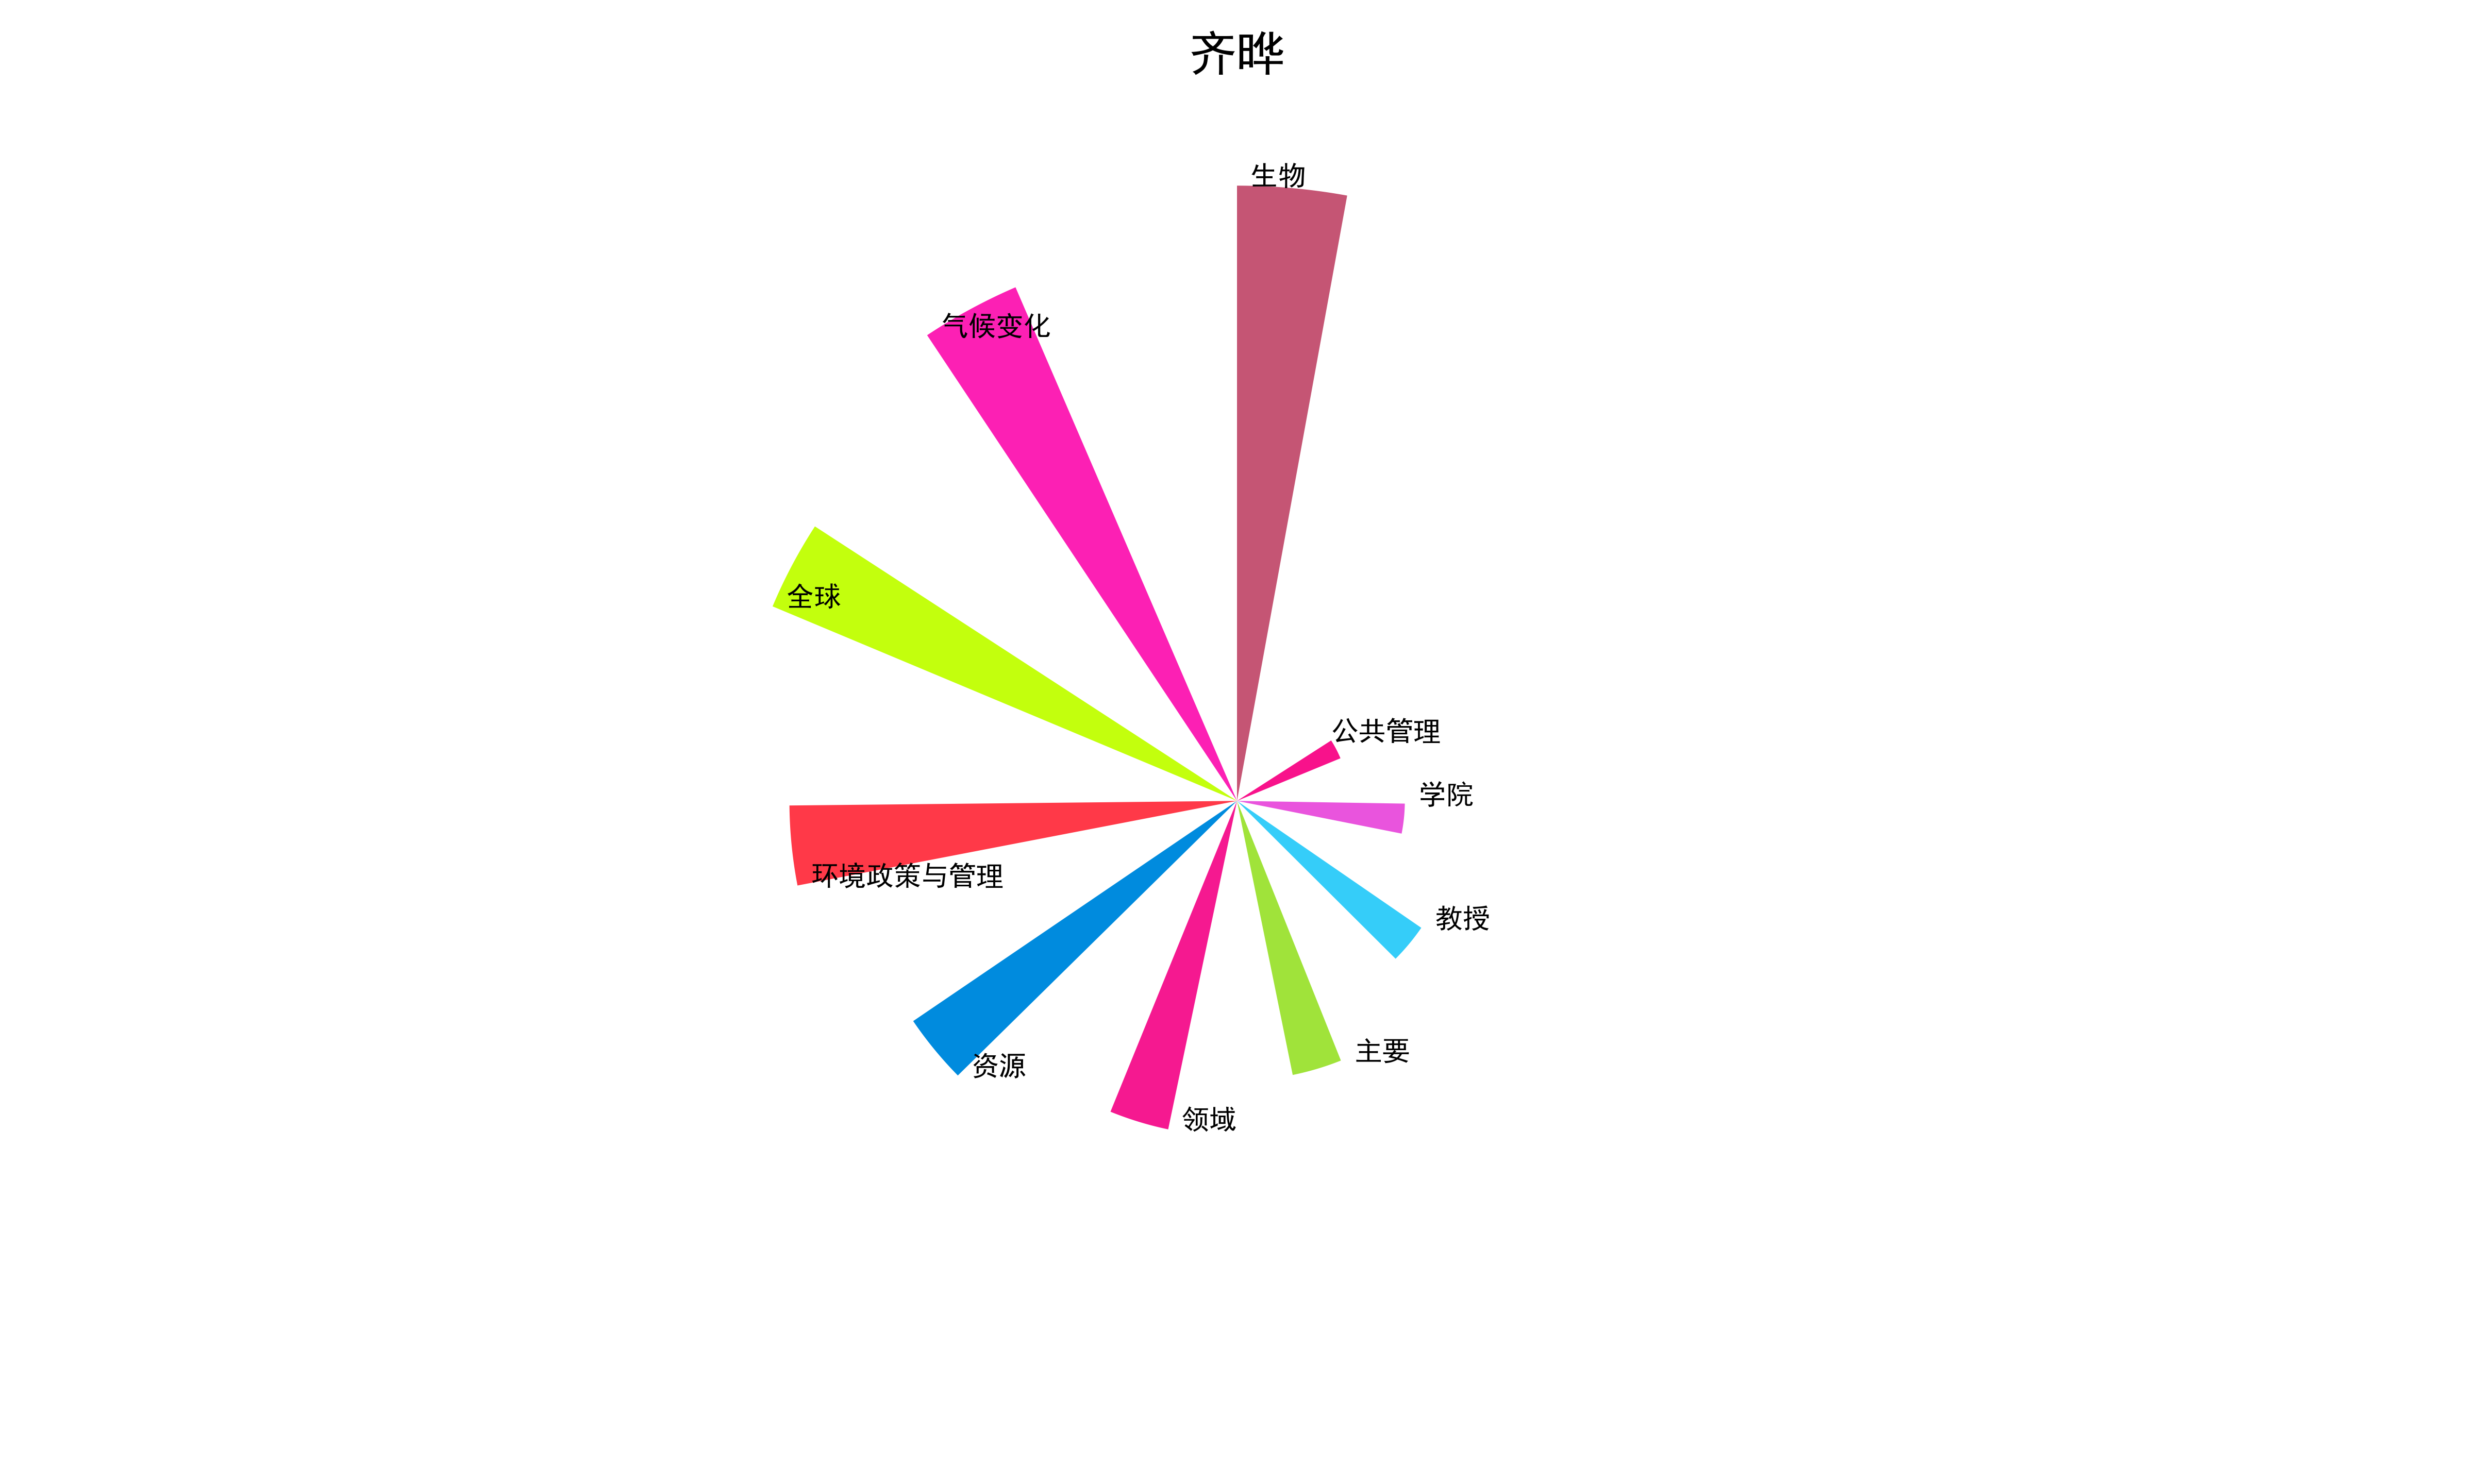 齐晔
生物
气候变化
全球
公共管理
学院
环境政策与管理
教授
主要
资源
领域